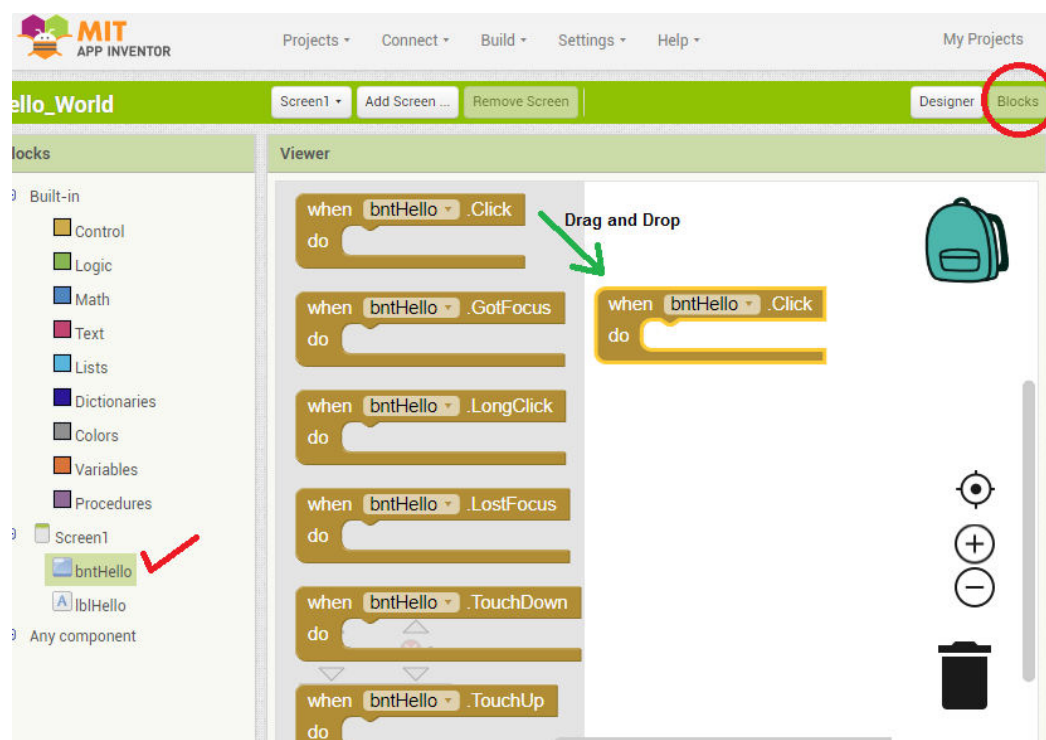 MIT
APP INVENTOR
Projects
Connect
Build
Settings
Help
My Projects
ello_World
Screen1
Add Screen ...
Remove Screen
Designer
Blocks
locks
Viewer
Built-in
Control
Logic
Math
Text
Lists
Dictionaries
Colors
Variables
Procedures
Screen1
bntHello
A lblHello
Any component
when bntHello .Click
do
when bntHello .GotFocus
do
when bntHello .LongClick
do
when bntHello .LostFocus
do
when bntHello .TouchDown
do
when bntHello .TouchUp
do
Drag and Drop
when bntHello .Click
do